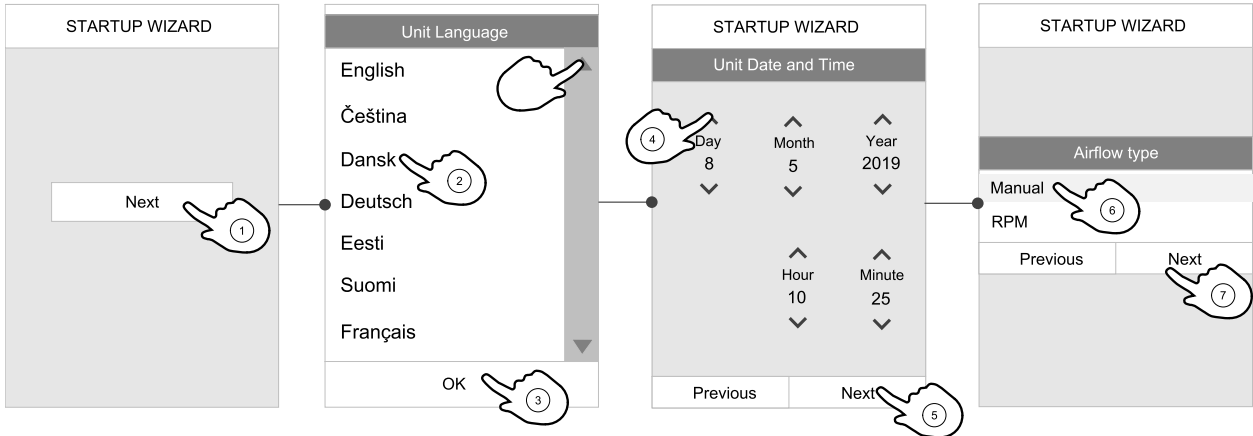 STARTUP WIZARD
Next
1
Unit Language
English
Čeština
Dansk
2
Deutsch
Eesti
Suomi
Français
OK
3
STARTUP WIZARD
Unit Date and Time
4
Day Month Year
8 5 2019
Hour Minute
10 25
Previous Next
5
STARTUP WIZARD
Airflow type
Manual
6
RPM
Previous Next
7